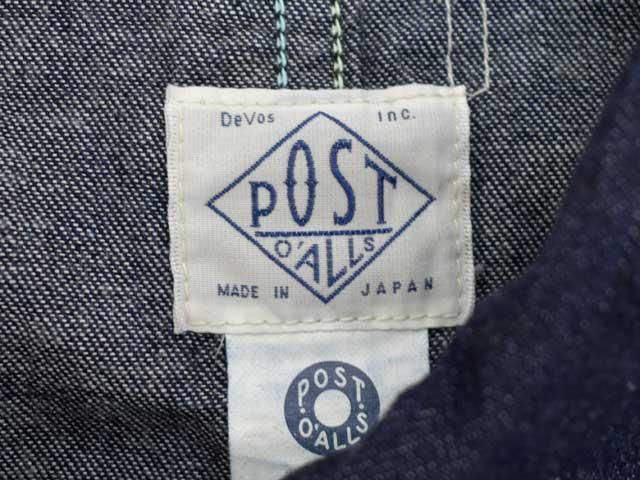 DeVos Inc.
POST
O'ALLS
MADE IN JAPAN
POST
O'ALLS